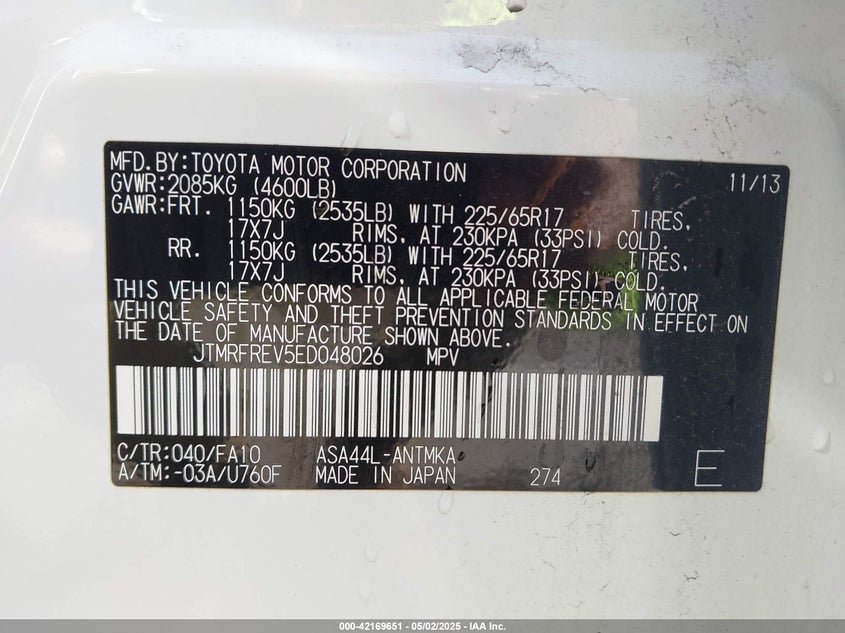 MFD.BY:TOYOTA MOTOR CORPORATION 11/13
GVWR:2085KG (4600LB)
GAWR:FRT. 1150KG (2535LB) WITH 225/65R17 TIRES,
17X7J RIMS, AT 230KPA (33PSI) COLD.
RR. 1150KG (2535LB) WITH 225/65R17 TIRES,
17X7J RIMS, AT 230KPA (33PSI) COLD.
THIS VEHICLE CONFORMS TO ALL APPLICABLE FEDERAL MOTOR
VEHICLE SAFETY AND THEFT PREVENTION STANDARDS IN EFFECT ON
THE DATE OF MANUFACTURE SHOWN ABOVE.
JTMRFREV5ED048026 MPV
C/TR:040/FA10 ASA44L-ANTMKA
A/TM:-03A/U760F MADE IN JAPAN 274 E
000-42169651 - 05/02/2025 - IAA Inc.